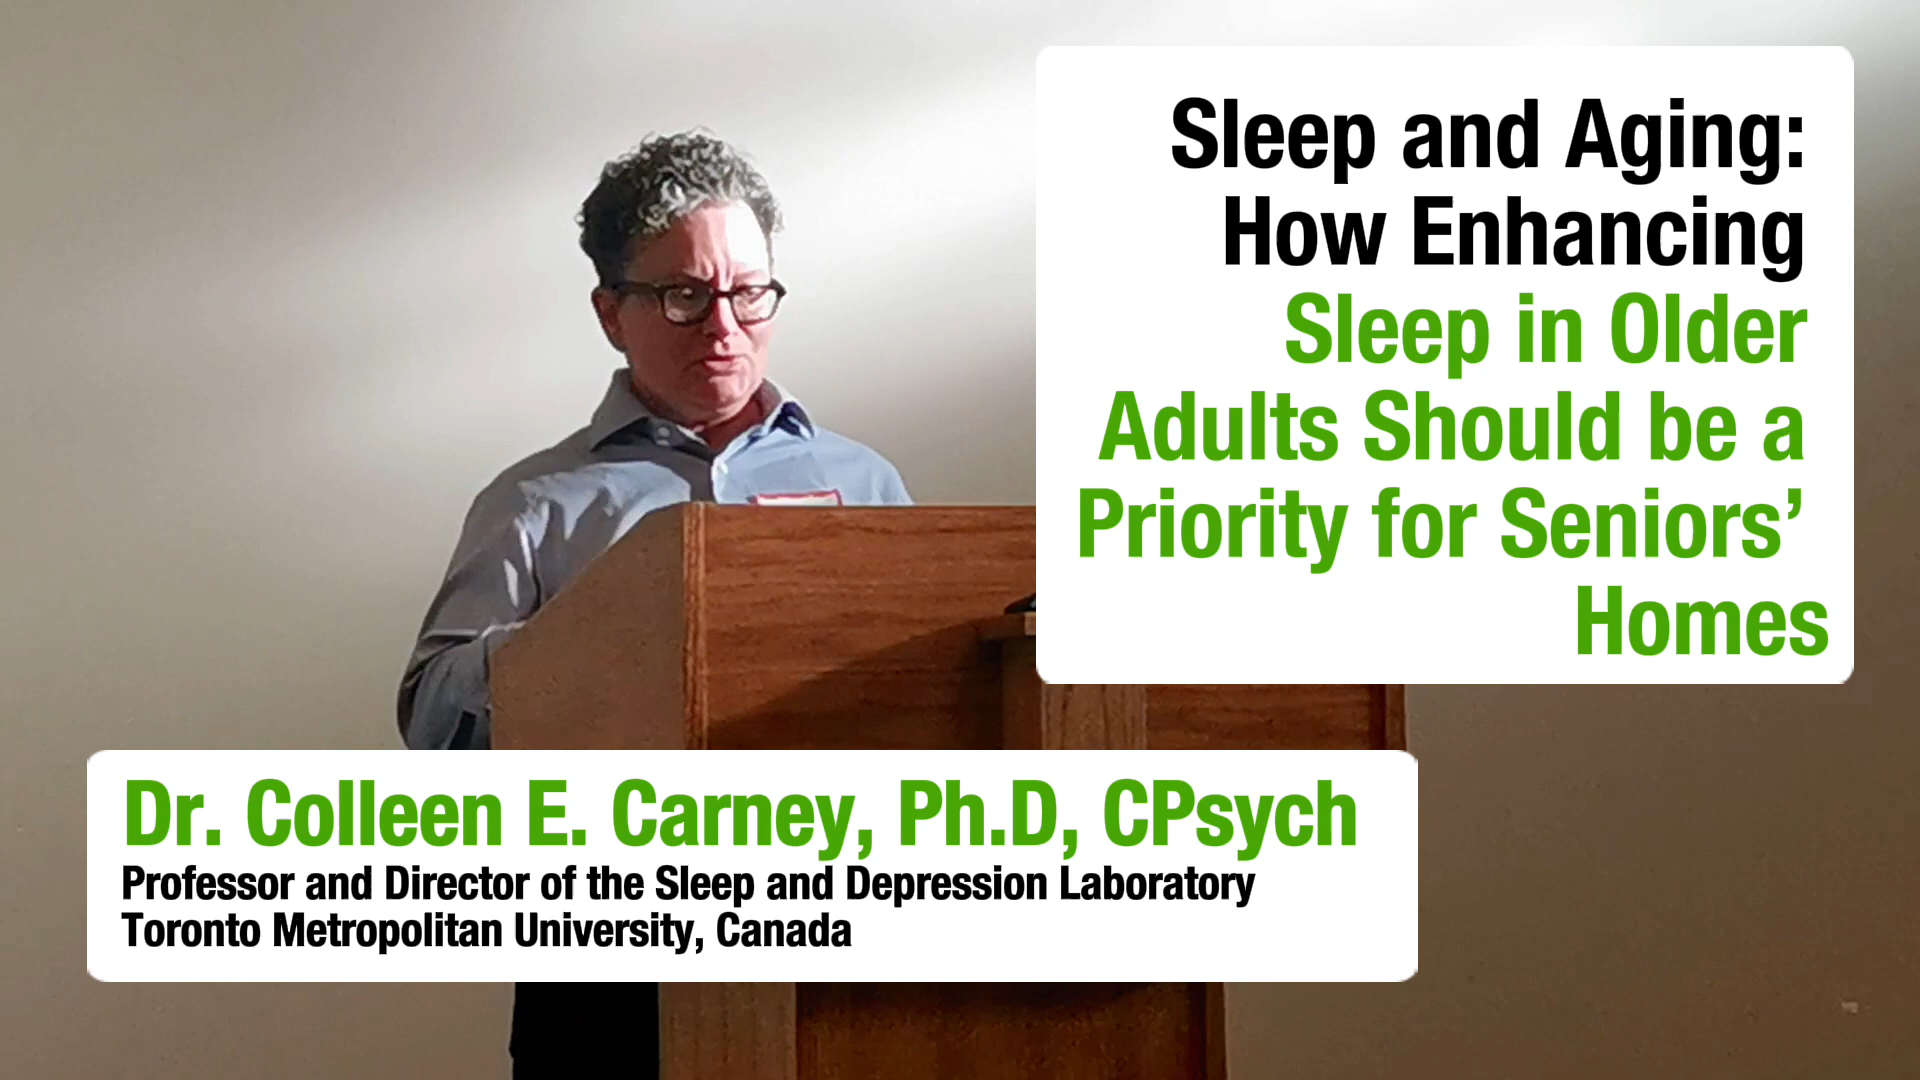 Sleep and Aging:
How Enhancing
Sleep in Older
Adults Should be a
Priority for Seniors’
Homes
Dr. Colleen E. Carney, Ph.D, CPsych
Professor and Director of the Sleep and Depression Laboratory
Toronto Metropolitan University, Canada